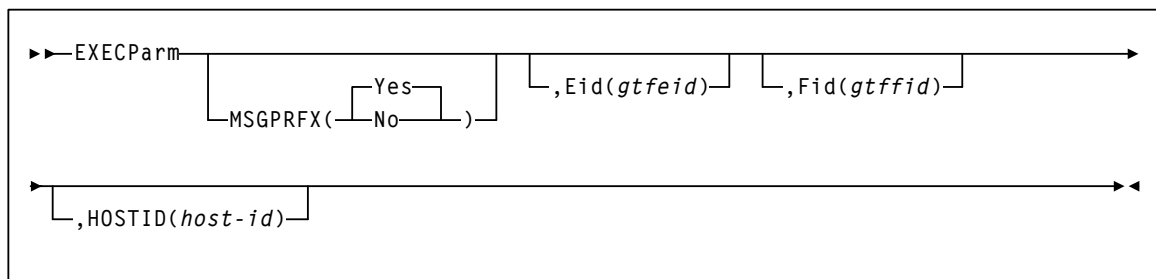 EXECParm
,Eid(gtfeid)
,Fid(gtffid)
Yes
MSGPRFX( No )
,HOSTID(host-id)